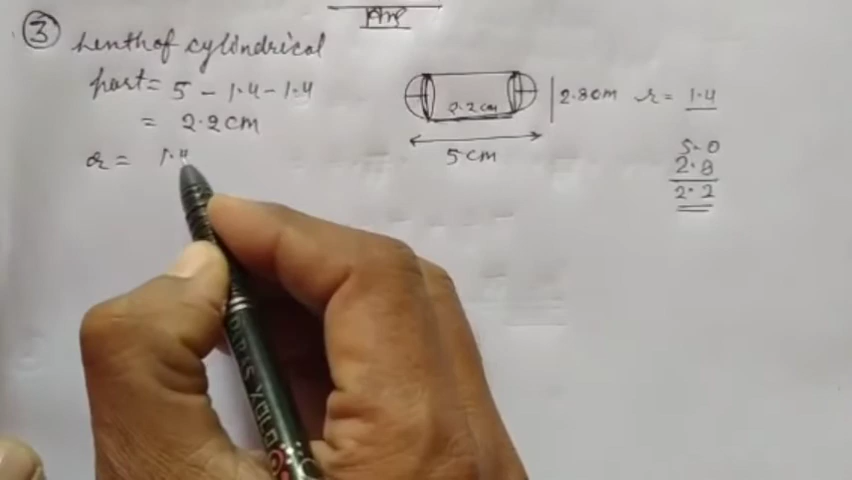 Ans
③ Lenth of cylindrical
part = 5 - 1.4 - 1.4
= 2.2 cm
r = 1.4
2.2 cm
2.8 cm r = 1.4
5 cm
5.0
2.8
2.2